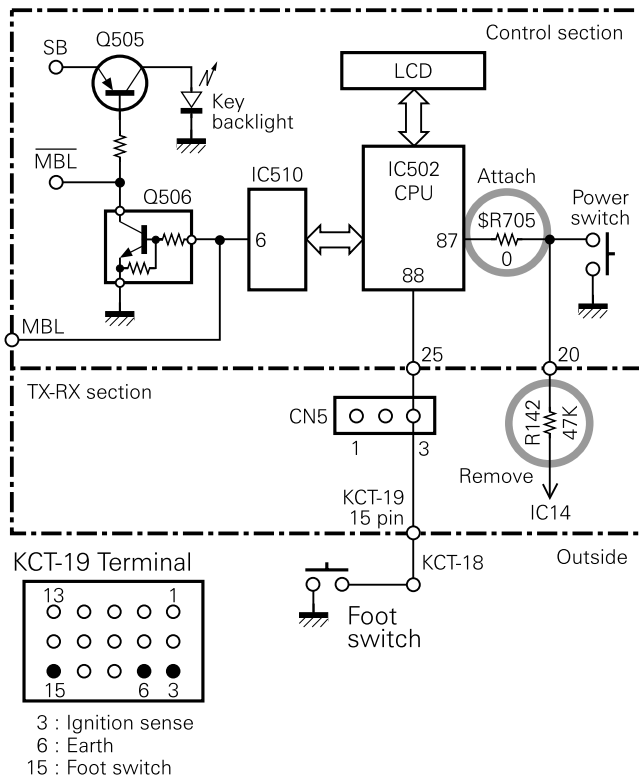 Control section
Q505
SB
LCD
Key
backlight
MBL
IC510
IC502
CPU
Attach
$R705
0
Power
switch
Q506
6
87
88
MBL
25
20
TX-RX section
CN5
1
3
R142
47K
Remove
IC14
KCT-19
15 pin
Outside
KCT-18
KCT-19 Terminal
Foot
switch
13 1
15 6 3
3 : Ignition sense
6 : Earth
15 : Foot switch